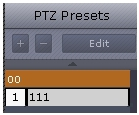 PTZ Presets
+ - Edit
00
1 111